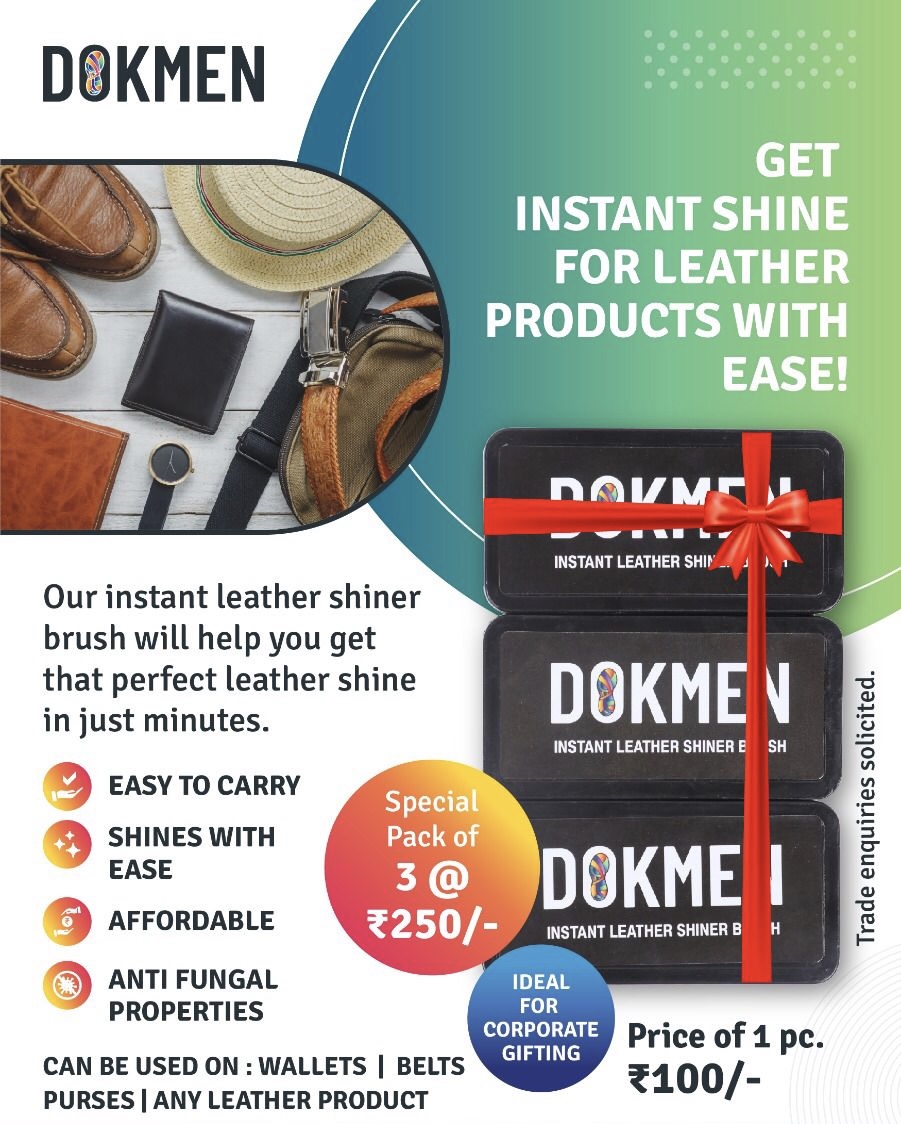 DOKMEN
GET
INSTANT SHINE
FOR LEATHER
PRODUCTS WITH
EASE!
DOKMEN
INSTANT LEATHER
DOKMEN
INSTANT LEATHER SHINER
DOKMEN
INSTANT LEATHER SHINER
Our instant leather shiner
brush will help you get
that perfect leather shine
in just minutes.
EASY TO CARRY
SHINES WITH
EASE
AFFORDABLE
ANTI FUNGAL
PROPERTIES
CAN BE USED ON : WALLETS | BELTS
PURSES | ANY LEATHER PRODUCT
Special
Pack of
3 @
₹250/-
IDEAL
FOR
CORPORATE
GIFTING
Price of 1 pc.
₹100/-
Trade enquiries solicited.